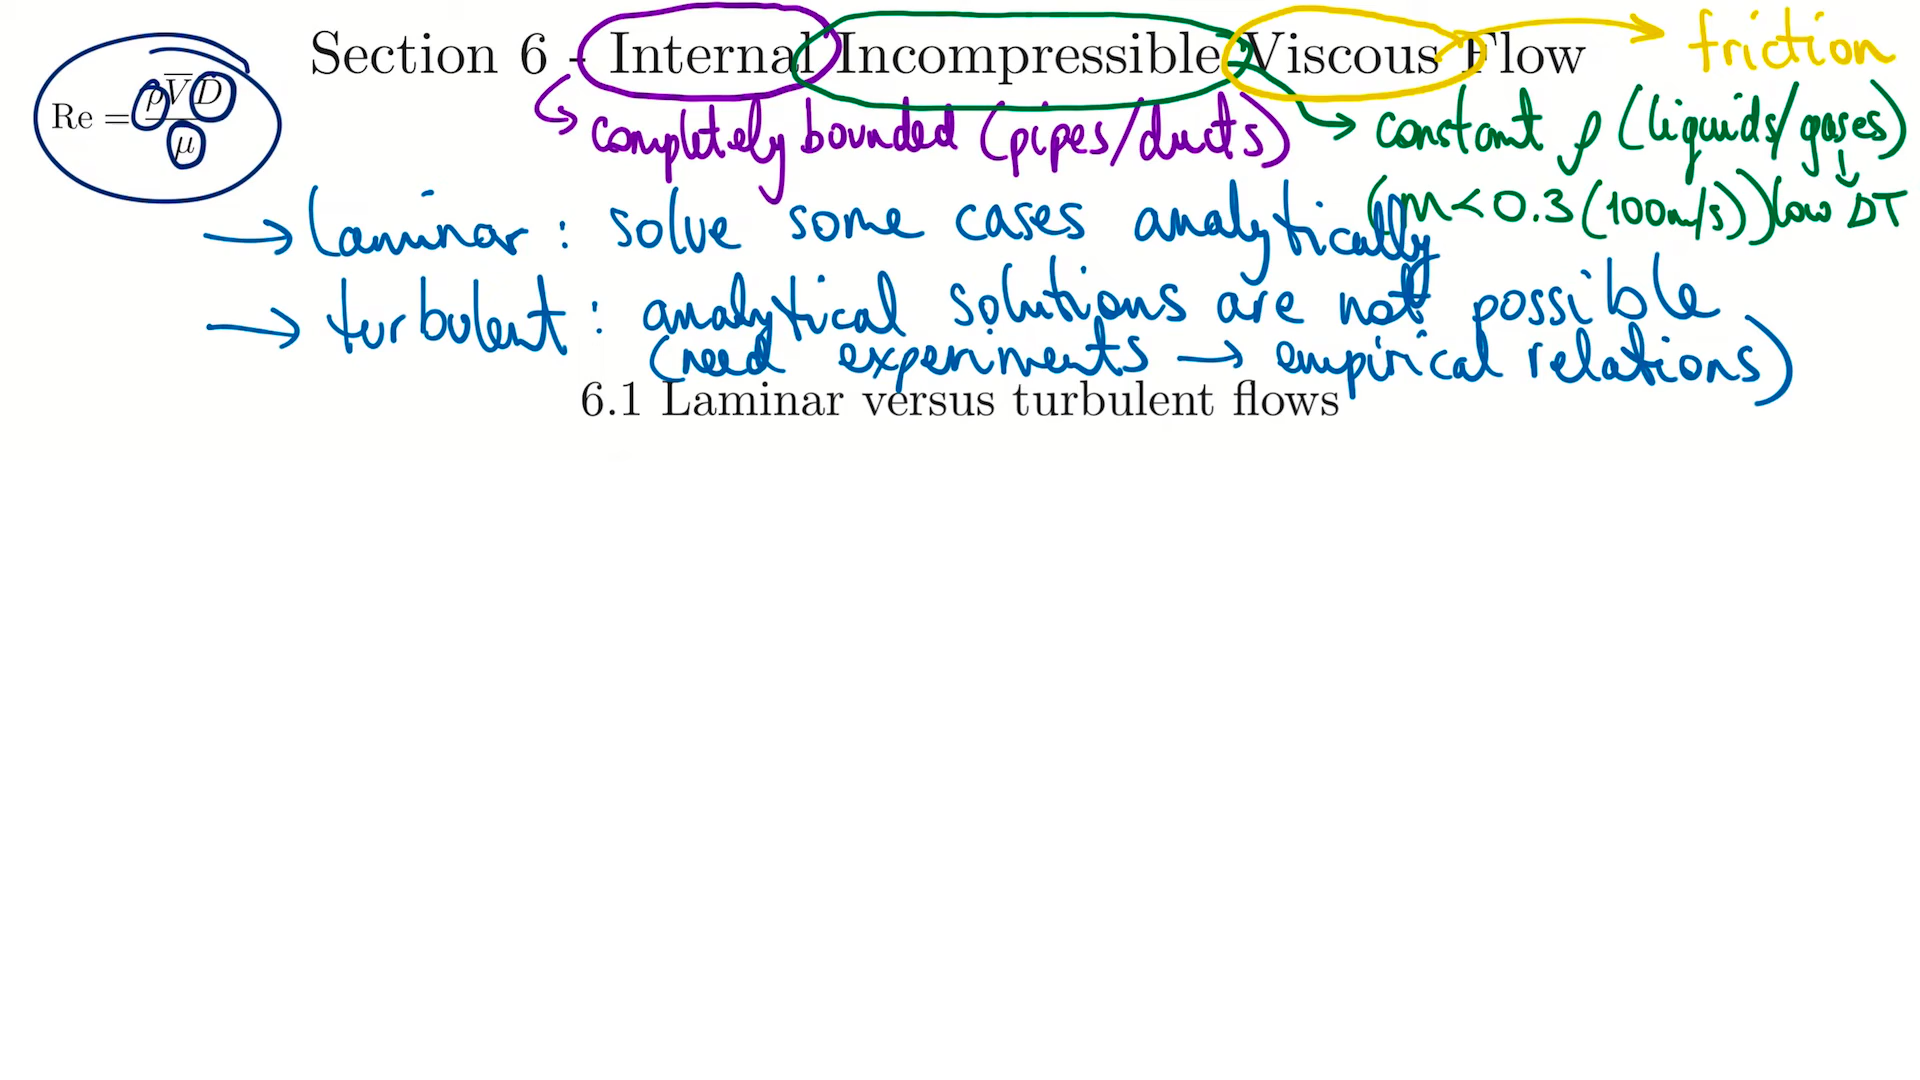 Section 6 - Internal Incompressible Viscous Flow → friction
Re = ρV̅D / μ
→ completely bounded (pipes/ducts)
→ constant ρ (liquids/gases)
(M < 0.3 (100m/s)) low ΔT
→ laminar : solve some cases analytically
→ turbulent : analytical solutions are not possible
(need experiments → empirical relations)
6.1 Laminar versus turbulent flows